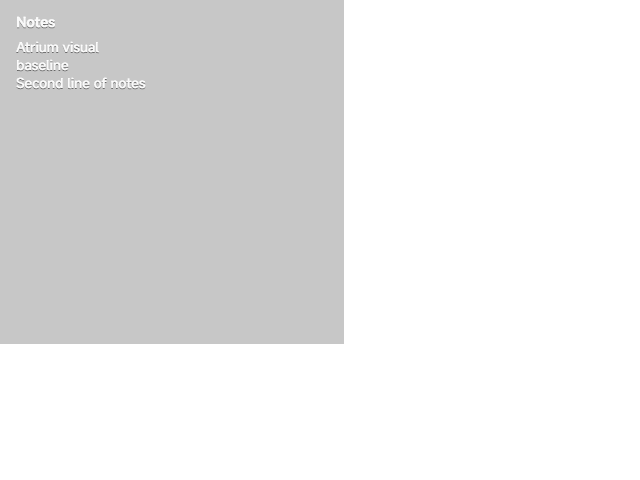 Notes
Atrium visual
baseline
Second line of notes